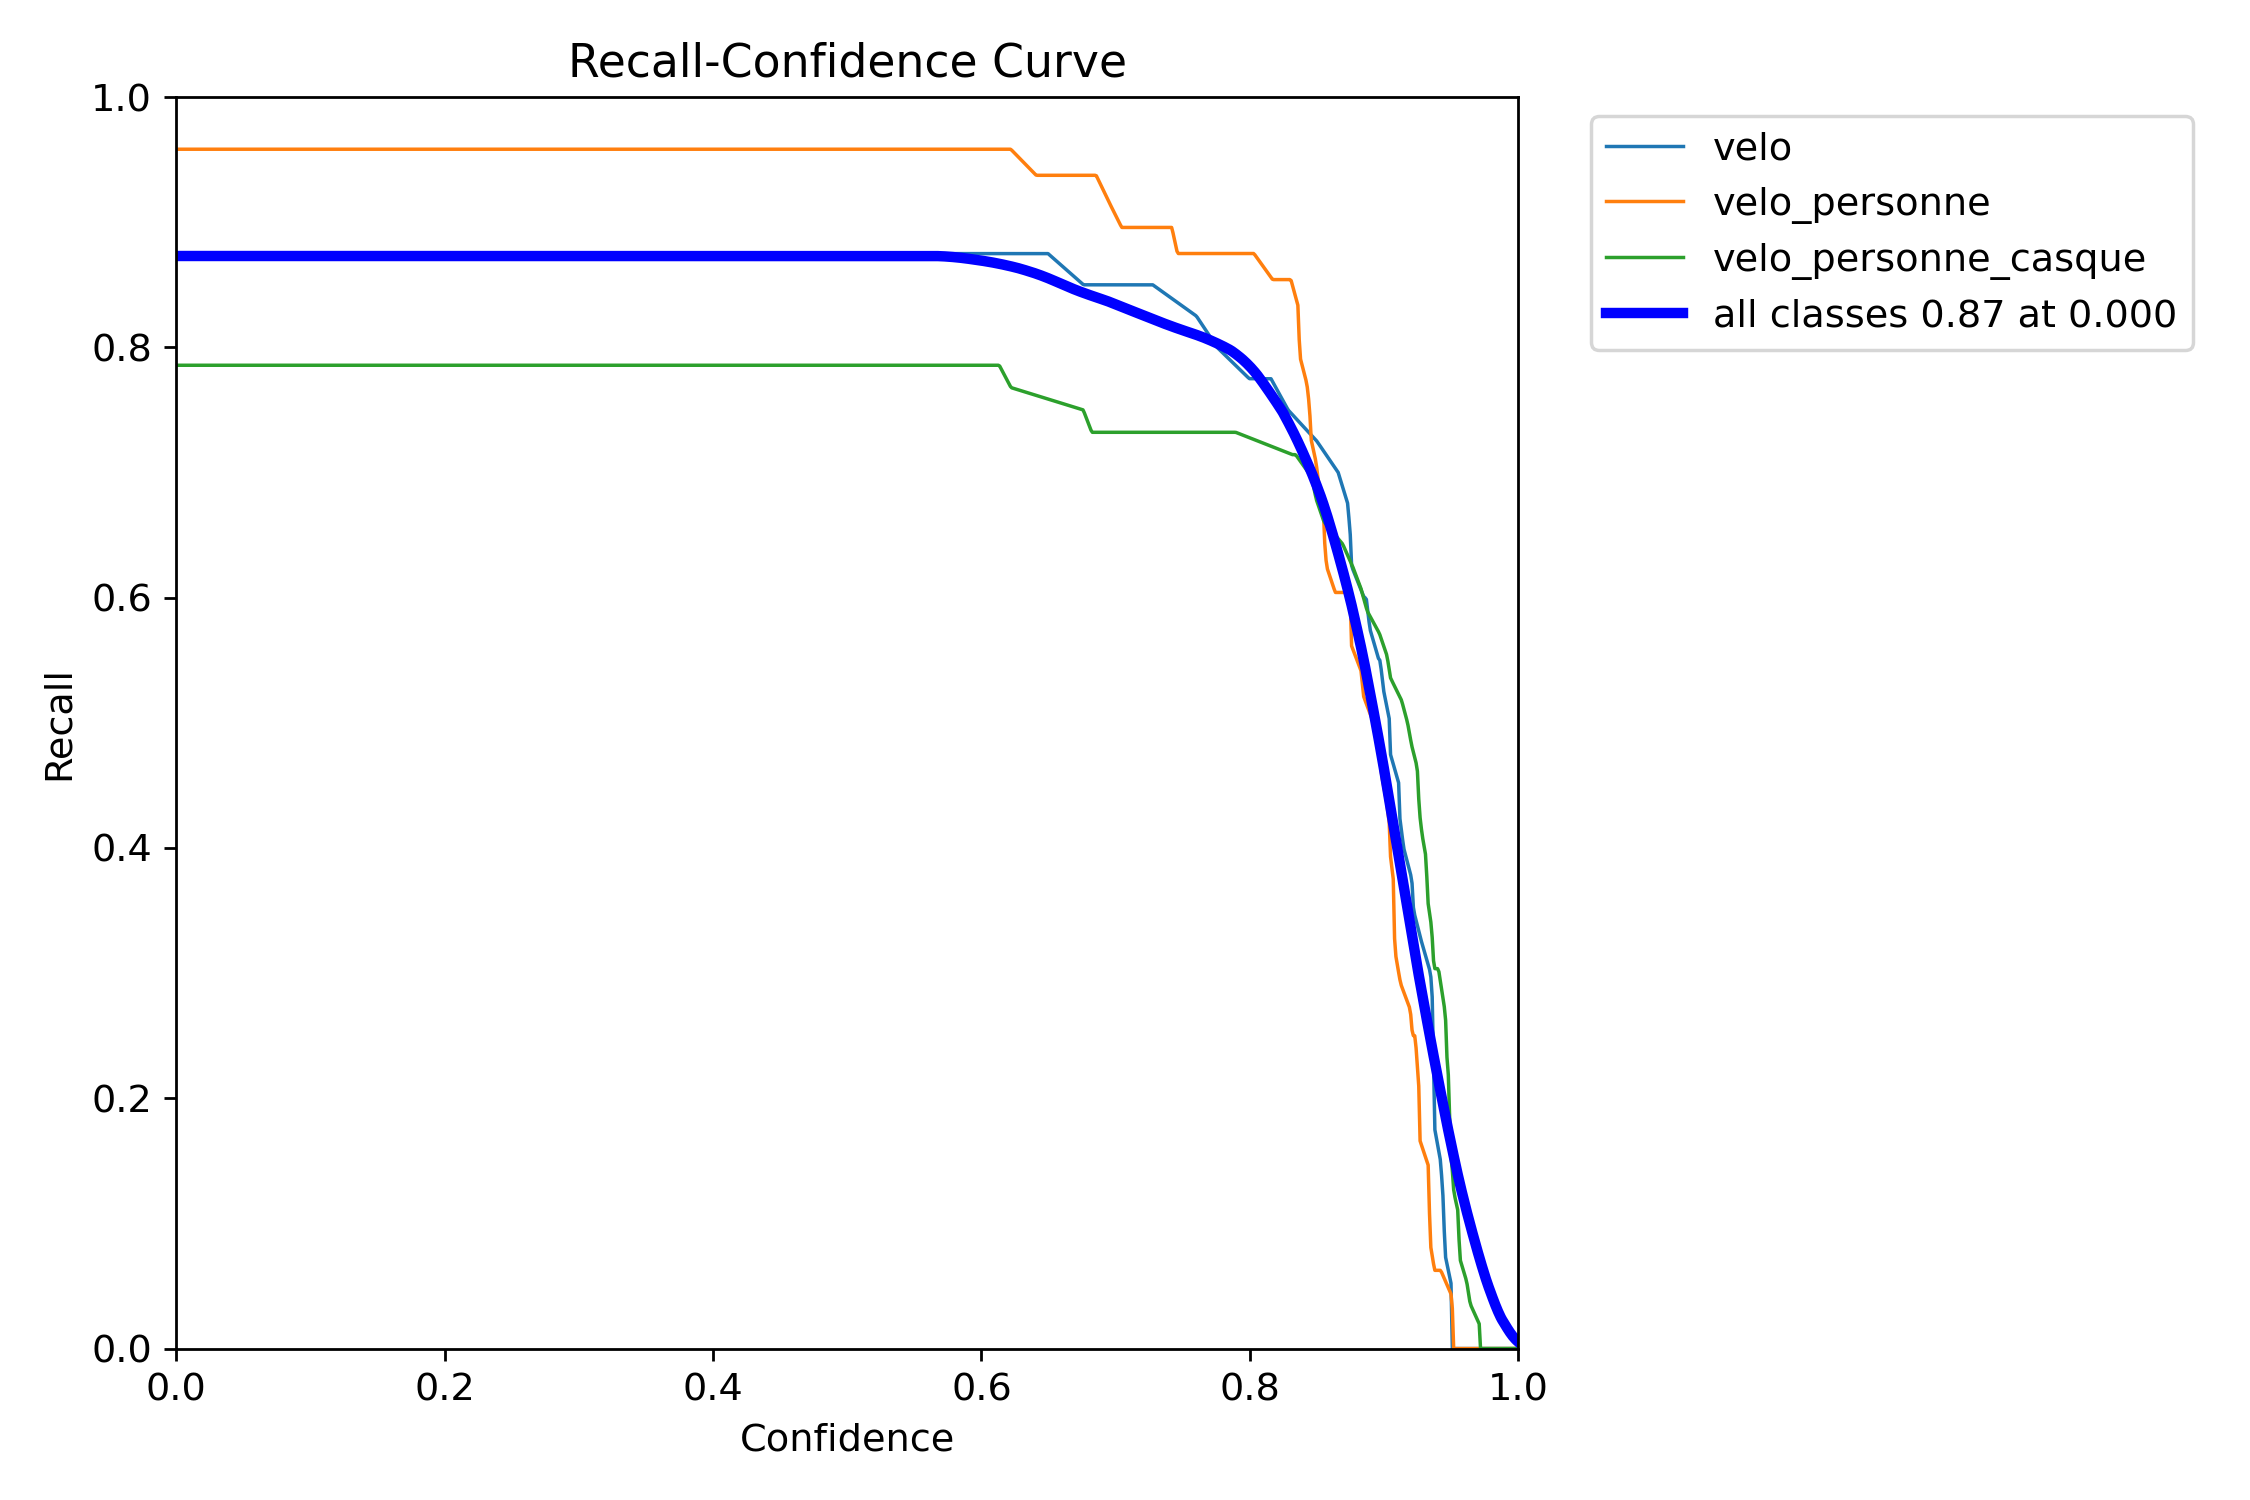 Recall-Confidence Curve
1.0
0.8
0.6
0.4
0.2
0.0
Recall
0.0 0.2 0.4 0.6 0.8 1.0
Confidence
velo
velo_personne
velo_personne_casque
all classes 0.87 at 0.000